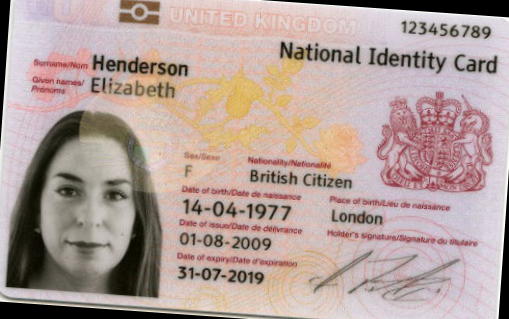 UNITED KINGDOM
123456789
National Identity Card
Surname/Nom Henderson
Given names/Prénoms Elizabeth
Sex/Sexe
F
Nationality/Nationalité
British Citizen
Date of birth/Date de naissance
14-04-1977
Place of birth/Lieu de naissance
London
Date of issue/Date de délivrance
01-08-2009
Holder's signature/Signature du titulaire
Date of expiry/Date d'expiration
31-07-2019